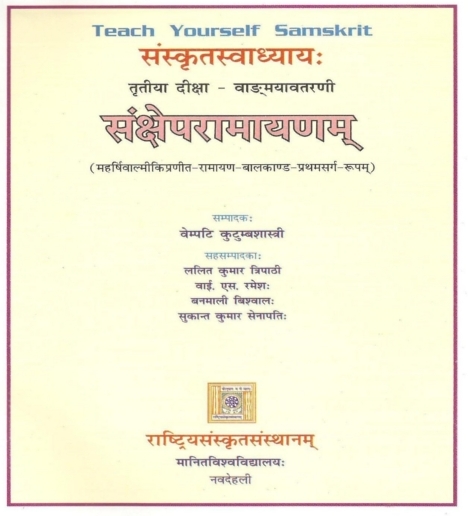 Teach Yourself Samskrit
संस्कृतस्वाध्यायः
तृतीया दीक्षा - वाङ्मयावतरणी
संक्षेपरामायणम्
(महर्षिवाल्मीकिप्रणीत-रामायण-बालकाण्ड-प्रथमसर्ग-रूपम्)
सम्पादकः
वेम्पटि कुटुम्बशास्त्री
सहसम्पादकाः
ललित कुमार त्रिपाठी
वाई. एस. रमेशः
बनमाली बिश्वालः
सुकान्त कुमार सेनापतिः
राष्ट्रियसंस्कृतसंस्थानम्
मानितविश्वविद्यालयः
नवदेहली